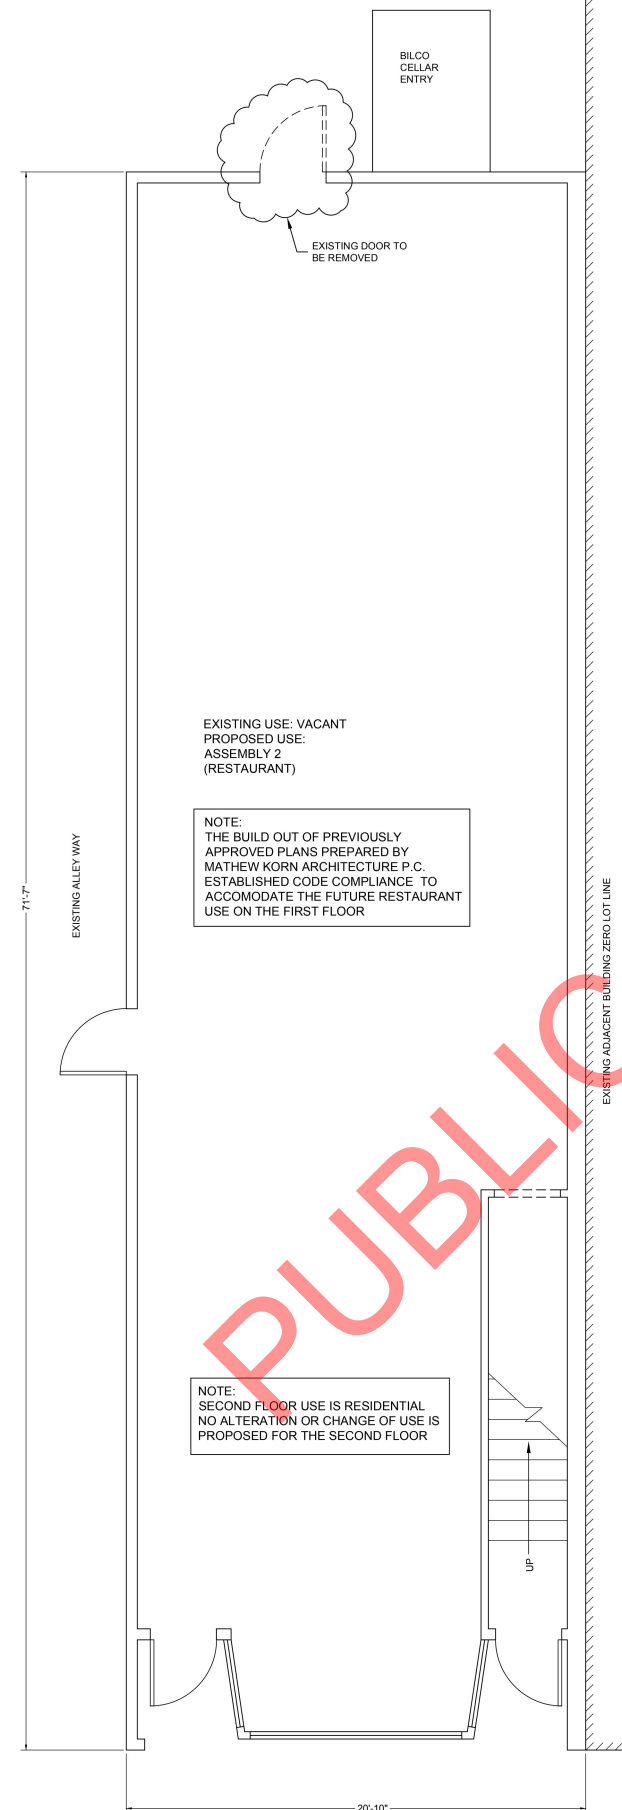 BILCO
CELLAR
ENTRY
EXISTING DOOR TO
BE REMOVED
EXISTING USE: VACANT
PROPOSED USE:
ASSEMBLY 2
(RESTAURANT)
NOTE:
THE BUILD OUT OF PREVIOUSLY
APPROVED PLANS PREPARED BY
MATHEW KORN ARCHITECTURE P.C.
ESTABLISHED CODE COMPLIANCE TO
ACCOMODATE THE FUTURE RESTAURANT
USE ON THE FIRST FLOOR
71'-7"
EXISTING ALLEY WAY
EXISTING ADJACENT BUILDING ZERO LOT LINE
PUBLIC
NOTE:
SECOND FLOOR USE IS RESIDENTIAL
NO ALTERATION OR CHANGE OF USE IS
PROPOSED FOR THE SECOND FLOOR
UP
20'-10"